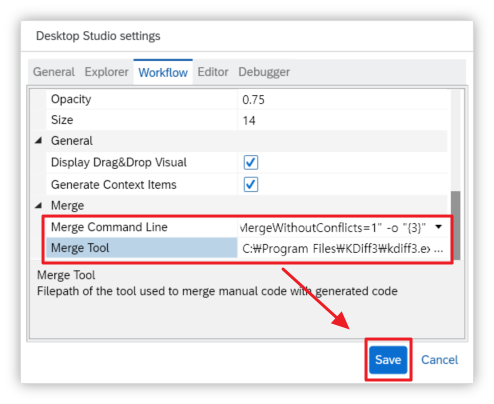 Desktop Studio settings
General Explorer Workflow Editor Debugger
Opacity 0.75
Size 14
General
Display Drag&Drop Visual
Generate Context Items
Merge
Merge Command Line MergeWithoutConflicts=1" -o "{3}"
Merge Tool C:₩Program Files₩KDiff3₩kdiff3.ex ...
Merge Tool
Filepath of the tool used to merge manual code with generated code
Save Cancel